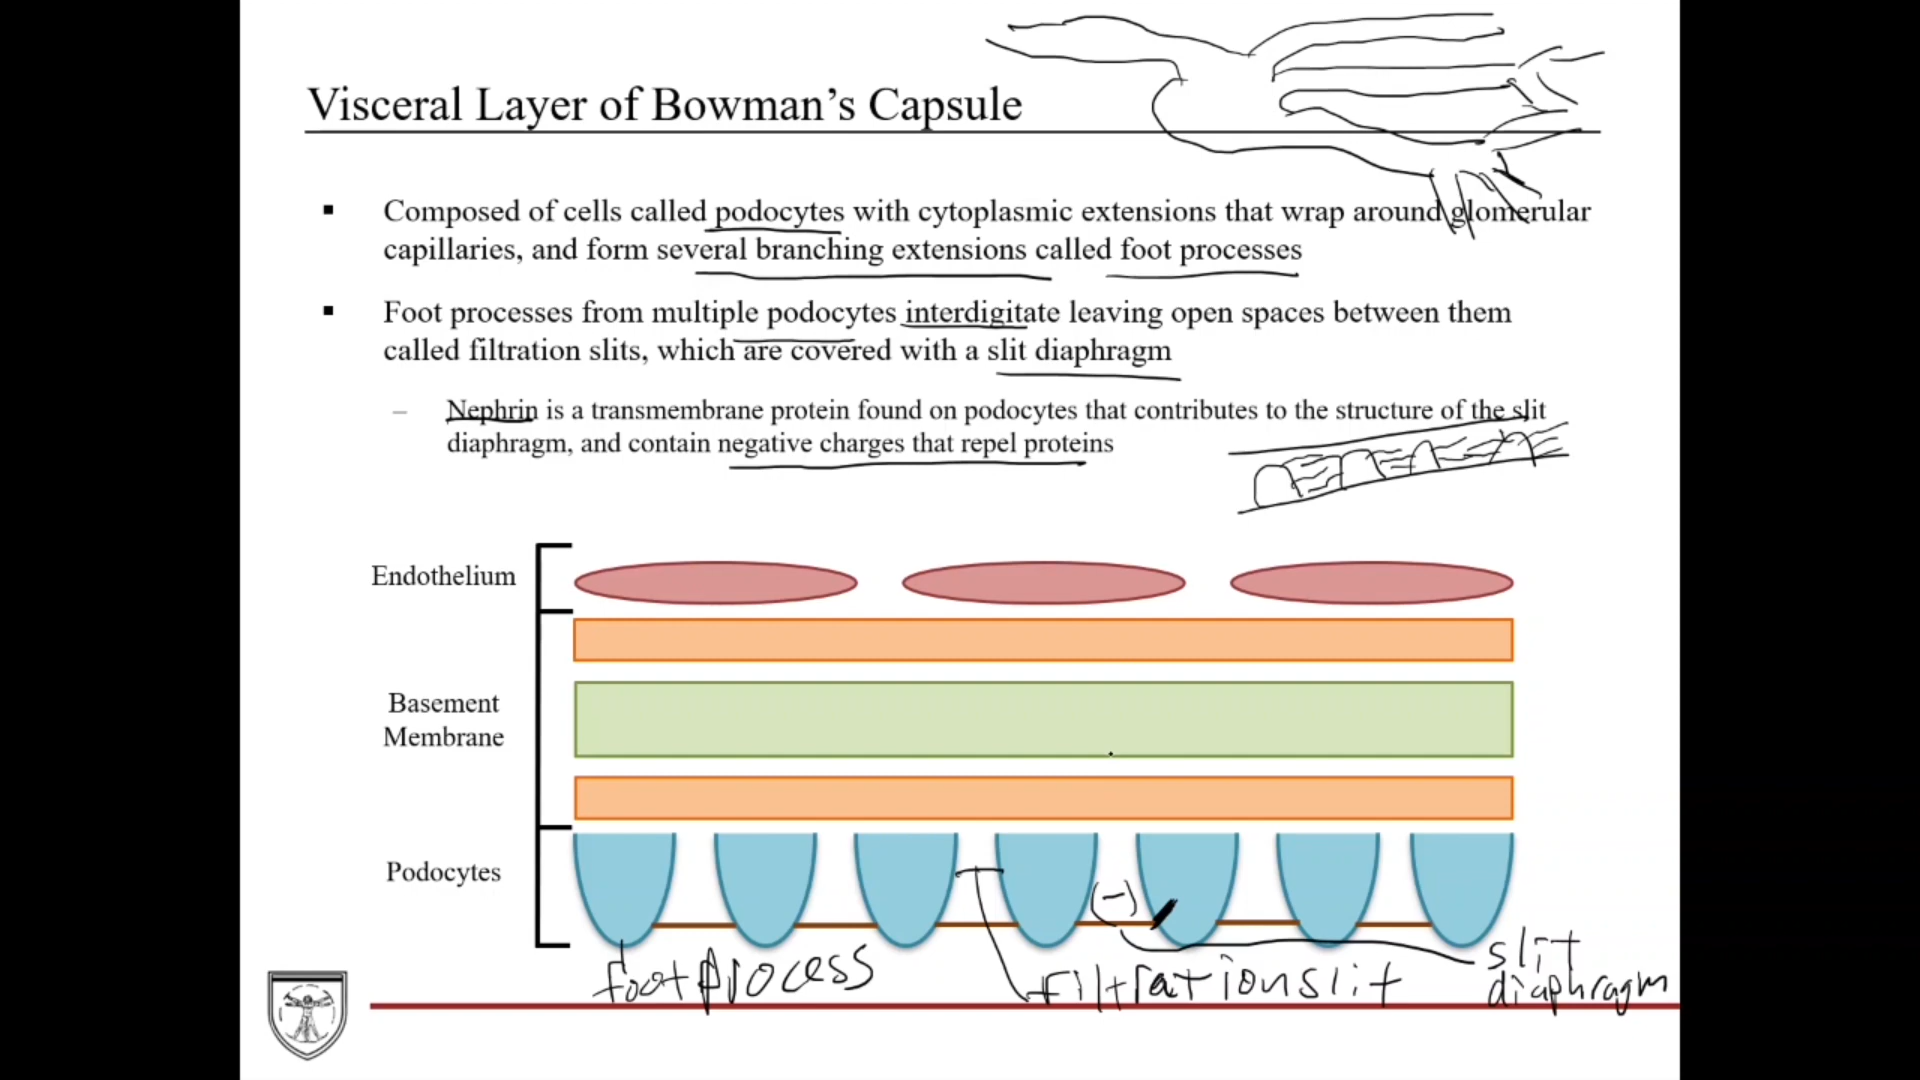 Visceral Layer of Bowman’s Capsule
▪ Composed of cells called podocytes with cytoplasmic extensions that wrap around glomerular
capillaries, and form several branching extensions called foot processes
▪ Foot processes from multiple podocytes interdigitate leaving open spaces between them
called filtration slits, which are covered with a slit diaphragm
– Nephrin is a transmembrane protein found on podocytes that contributes to the structure of the slit
diaphragm, and contain negative charges that repel proteins
Endothelium
Basement
Membrane
Podocytes
(-)
foot process
filtration slit
slit
diaphragm